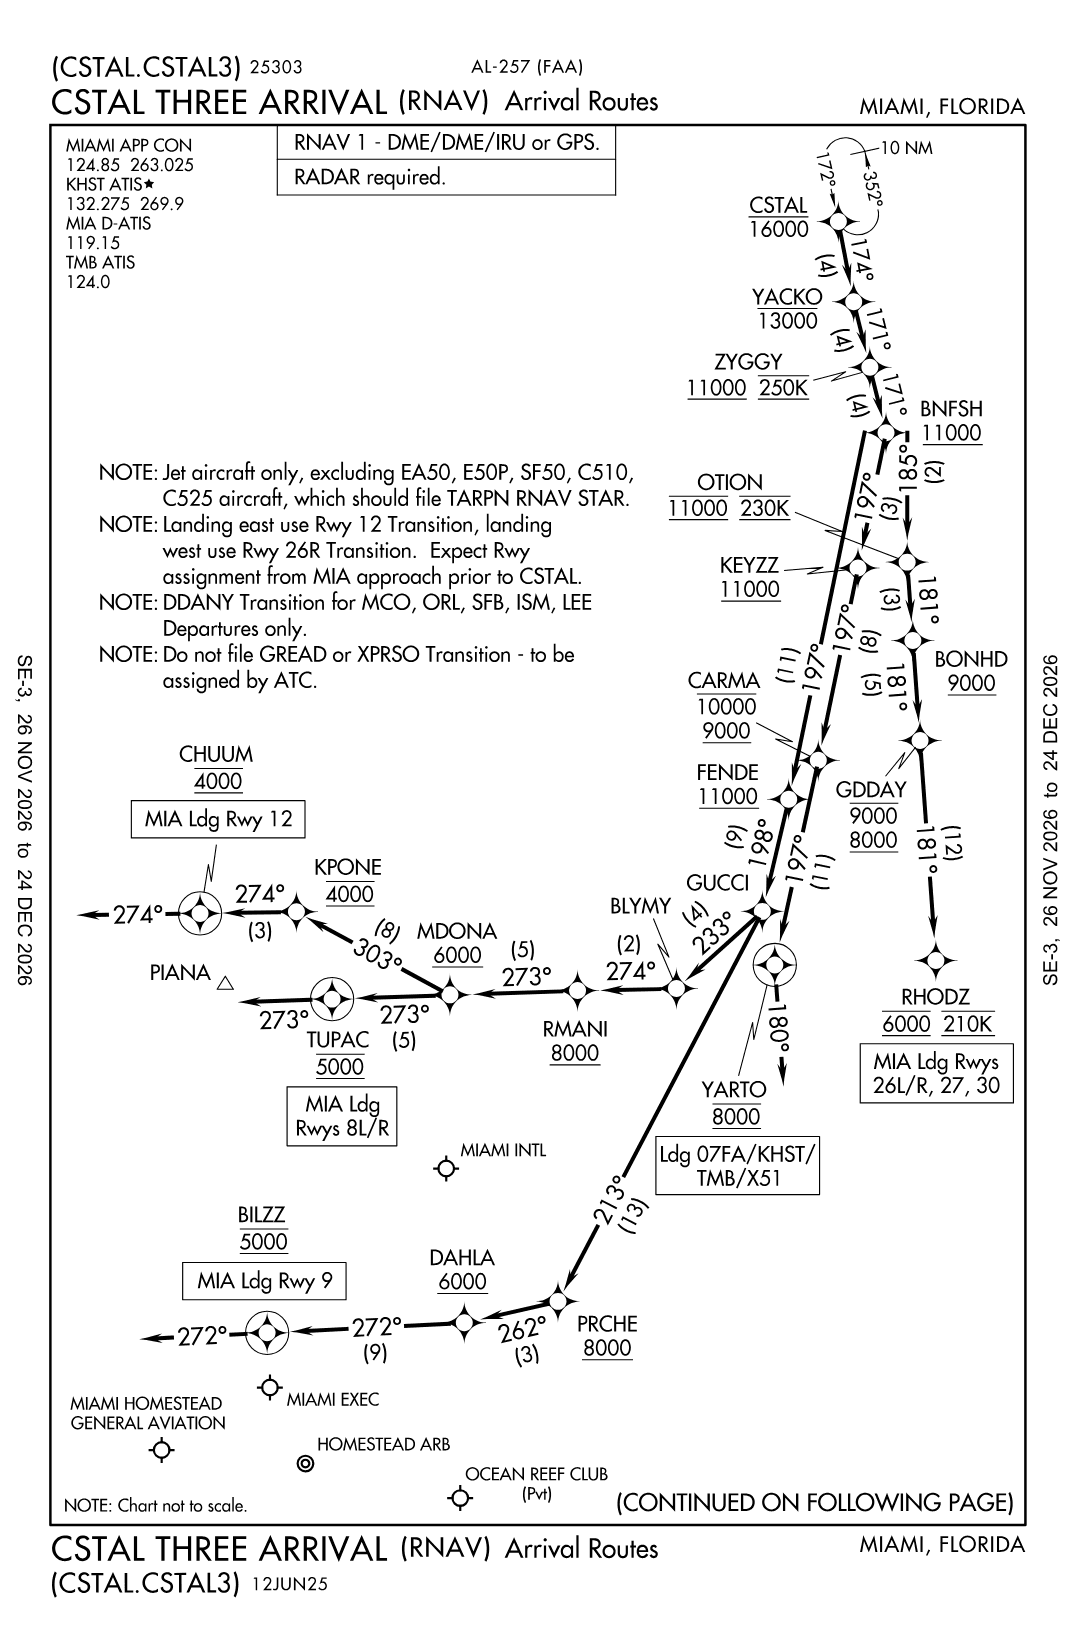 (CSTAL.CSTAL3) 25303
AL-257 (FAA)
CSTAL THREE ARRIVAL (RNAV) Arrival Routes
MIAMI, FLORIDA
MIAMI APP CON
124.85 263.025
KHST ATIS★
132.275 269.9
MIA D-ATIS
119.15
TMB ATIS
124.0
RNAV 1 - DME/DME/IRU or GPS.
RADAR required.
10 NM
172°
352°
CSTAL
16000
174°
(4)
YACKO
13000
171°
(4)
ZYGGY
11000 250K
171°
(4)
BNFSH
11000
185°
(2)
197°
(3)
OTION
11000 230K
KEYZZ
11000
181°
(3)
197°
(8)
197°
(11)
BONHD
9000
181°
(5)
NOTE: Jet aircraft only, excluding EA50, E50P, SF50, C510,
C525 aircraft, which should file TARPN RNAV STAR.
NOTE: Landing east use Rwy 12 Transition, landing
west use Rwy 26R Transition. Expect Rwy
assignment from MIA approach prior to CSTAL.
NOTE: DDANY Transition for MCO, ORL, SFB, ISM, LEE
Departures only.
NOTE: Do not file GREAD or XPRSO Transition - to be
assigned by ATC.
CARMA
10000
9000
FENDE
11000
GDDAY
9000
8000
181°
(12)
198°
(9)
197°
(11)
CHUUM
4000
MIA Ldg Rwy 12
KPONE
4000
274°
274°
(3)
303°
(8)
MDONA
6000
GUCCI
BLYMY
233°
(4)
274°
(2)
273°
(5)
RMANI
8000
PIANA
273°
TUPAC
5000
273°
(5)
MIA Ldg
Rwys 8L/R
RHODZ
6000 210K
MIA Ldg Rwys
26L/R, 27, 30
180°
YARTO
8000
Ldg 07FA/KHST/
TMB/X51
MIAMI INTL
213°
(13)
BILZZ
5000
MIA Ldg Rwy 9
DAHLA
6000
272°
272°
(9)
262°
(3)
PRCHE
8000
MIAMI EXEC
MIAMI HOMESTEAD
GENERAL AVIATION
HOMESTEAD ARB
OCEAN REEF CLUB
(Pvt)
NOTE: Chart not to scale.
(CONTINUED ON FOLLOWING PAGE)
CSTAL THREE ARRIVAL (RNAV) Arrival Routes
MIAMI, FLORIDA
(CSTAL.CSTAL3) 12JUN25
SE-3, 26 NOV 2026 to 24 DEC 2026
SE-3, 26 NOV 2026 to 24 DEC 2026